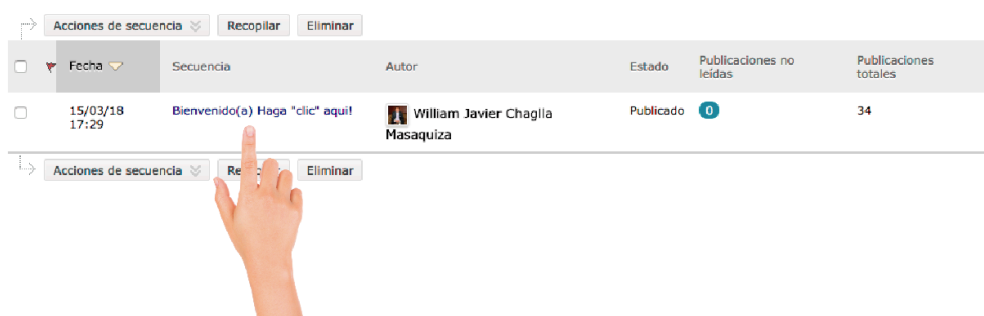 Acciones de secuencia Recopilar Eliminar
Fecha Secuencia Autor Estado Publicaciones no leídas Publicaciones totales
15/03/18 17:29 Bienvenido(a) Haga "clic" aqui! William Javier Chaglla Masaquiza Publicado 0 34
Acciones de secuencia Eliminar